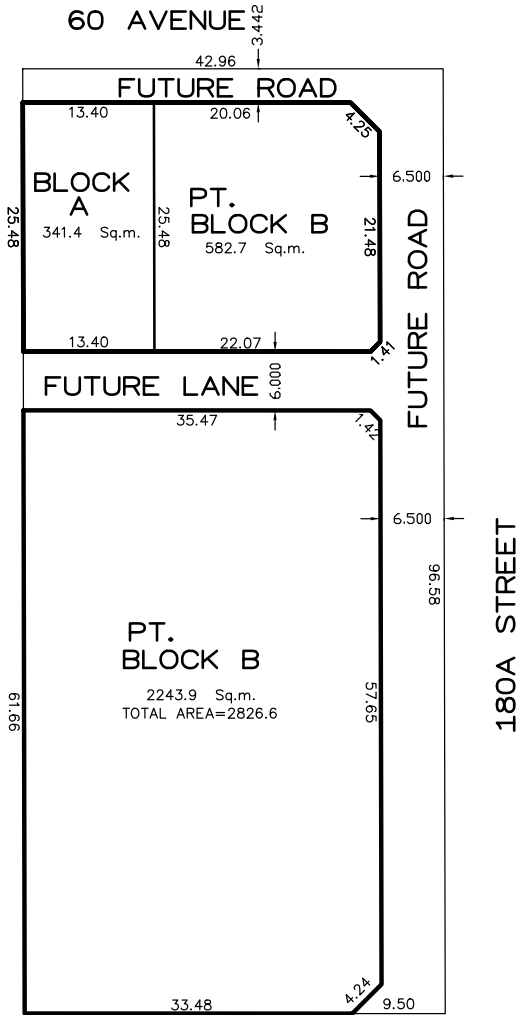 60 AVENUE
3.442
42.96
FUTURE ROAD
13.40
20.06
4.25
6.500
BLOCK
A
341.4 Sq.m.
25.48
25.48
PT.
BLOCK B
582.7 Sq.m.
21.48
FUTURE ROAD
13.40
22.07
1.41
FUTURE LANE
6.000
35.47
1.42
6.500
96.58
180A STREET
PT.
BLOCK B
2243.9 Sq.m.
TOTAL AREA=2826.6
61.66
57.65
4.24
33.48
9.50